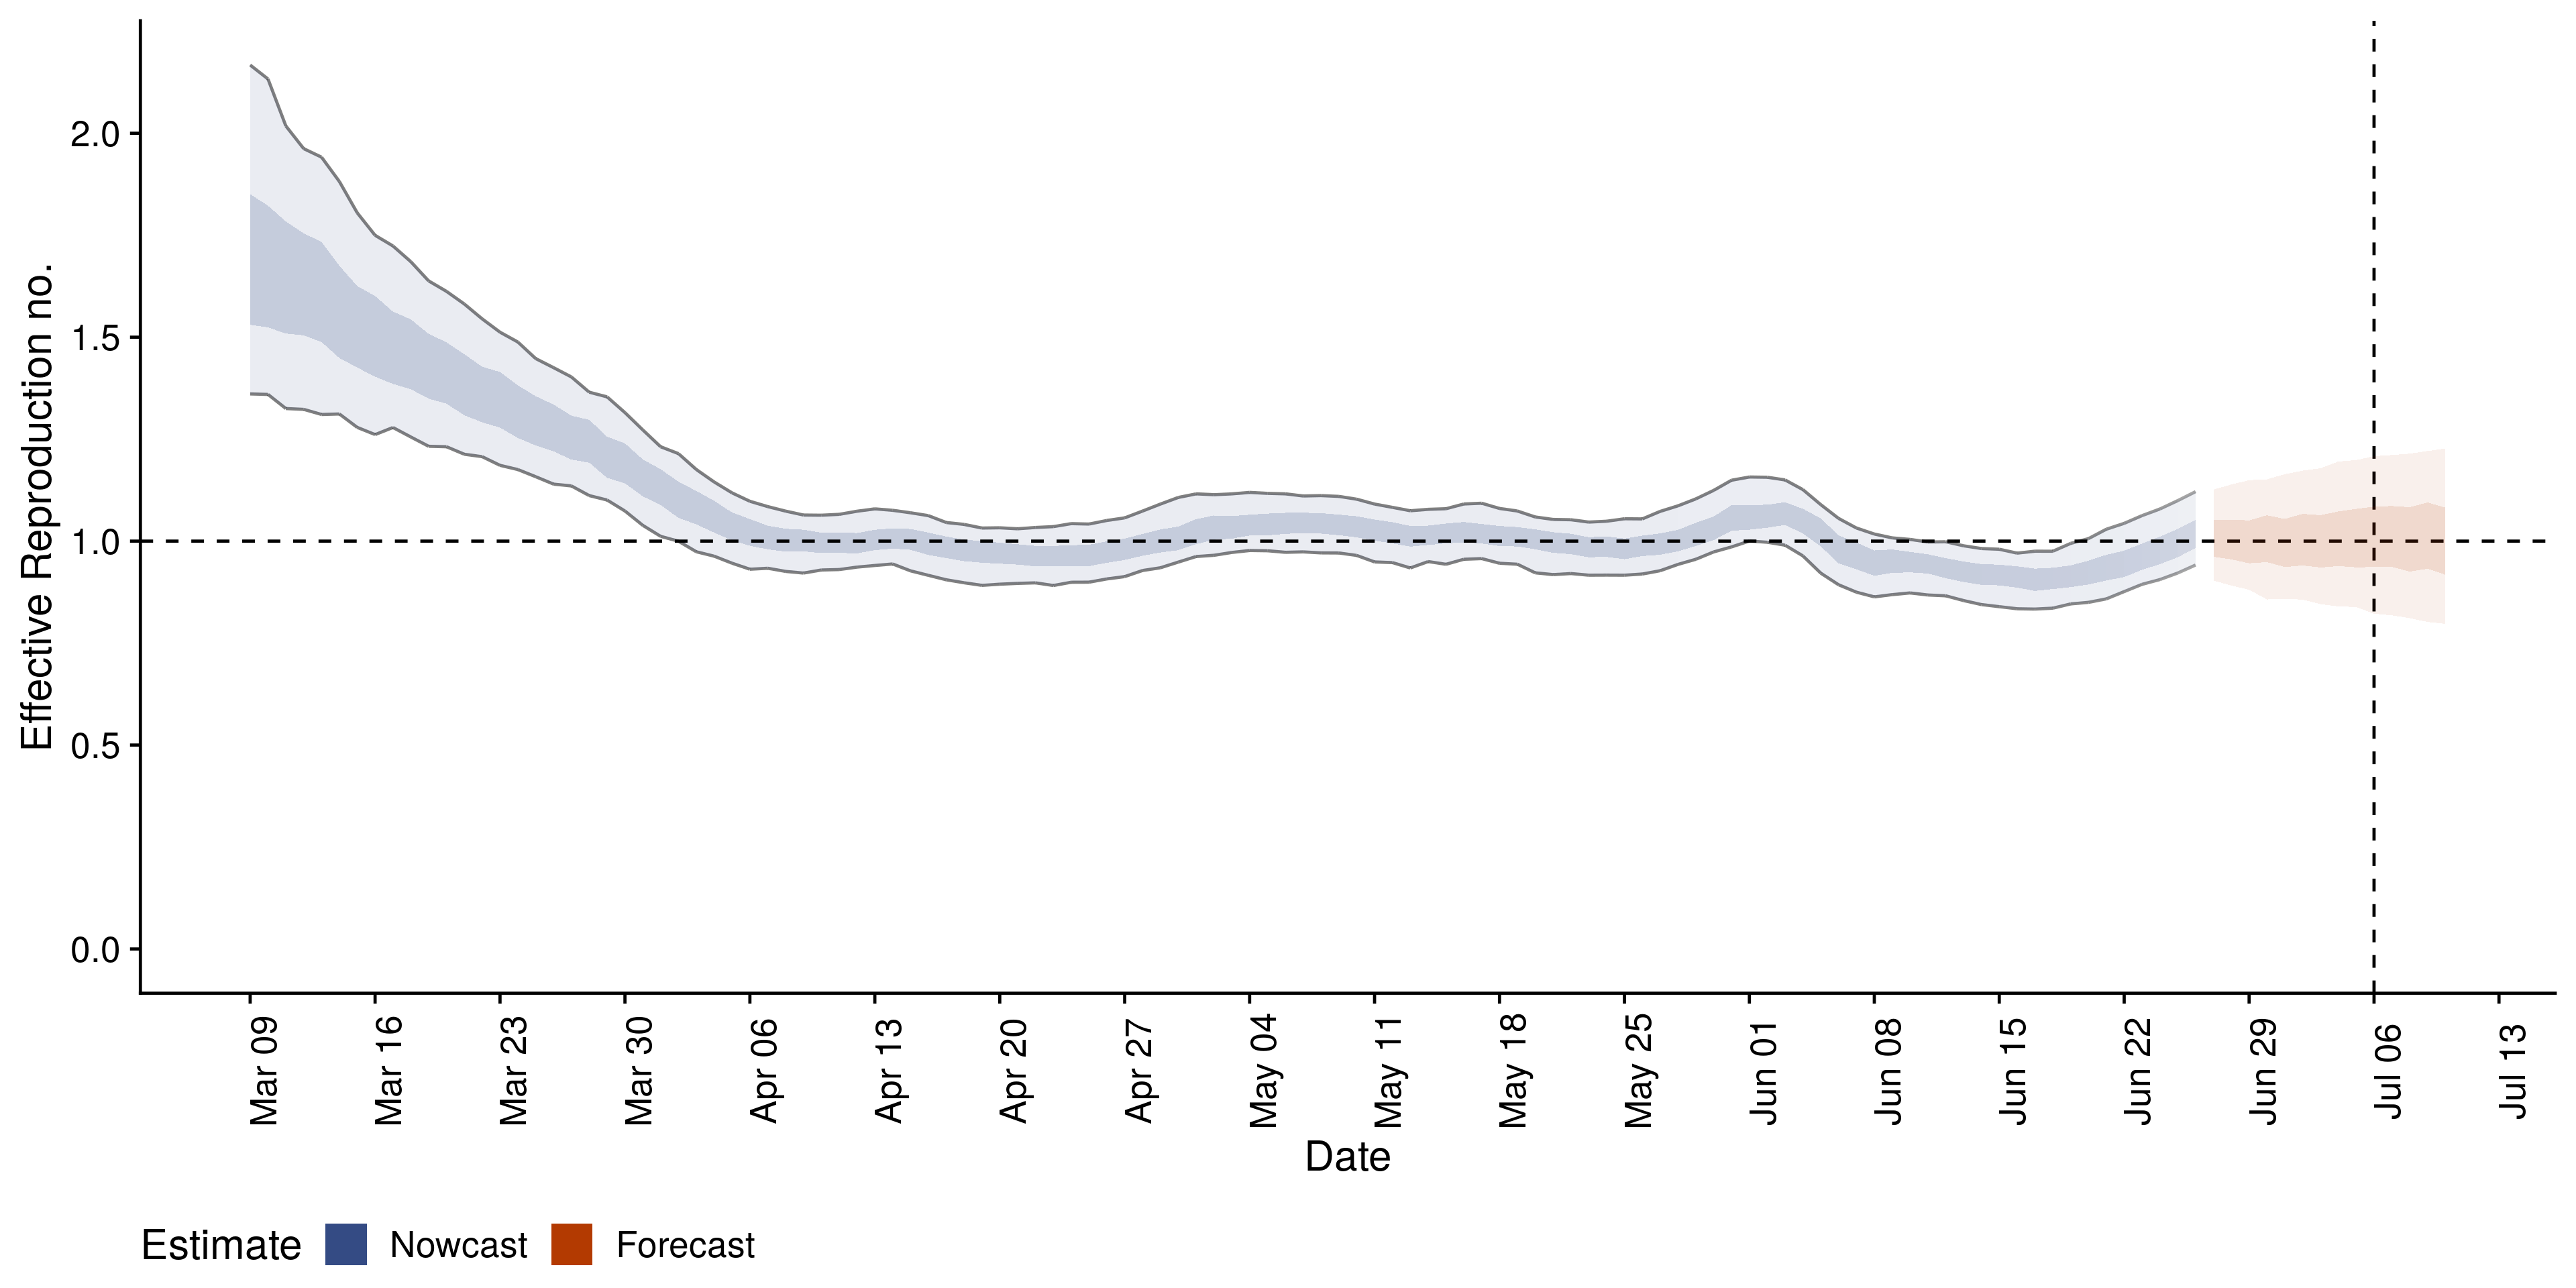 Effective Reproduction no.
2.0
1.5
1.0
0.5
0.0
Mar 09
Mar 16
Mar 23
Mar 30
Apr 06
Apr 13
Apr 20
Apr 27
May 04
May 11
May 18
May 25
Jun 01
Jun 08
Jun 15
Jun 22
Jun 29
Jul 06
Jul 13
Date
Estimate Nowcast Forecast